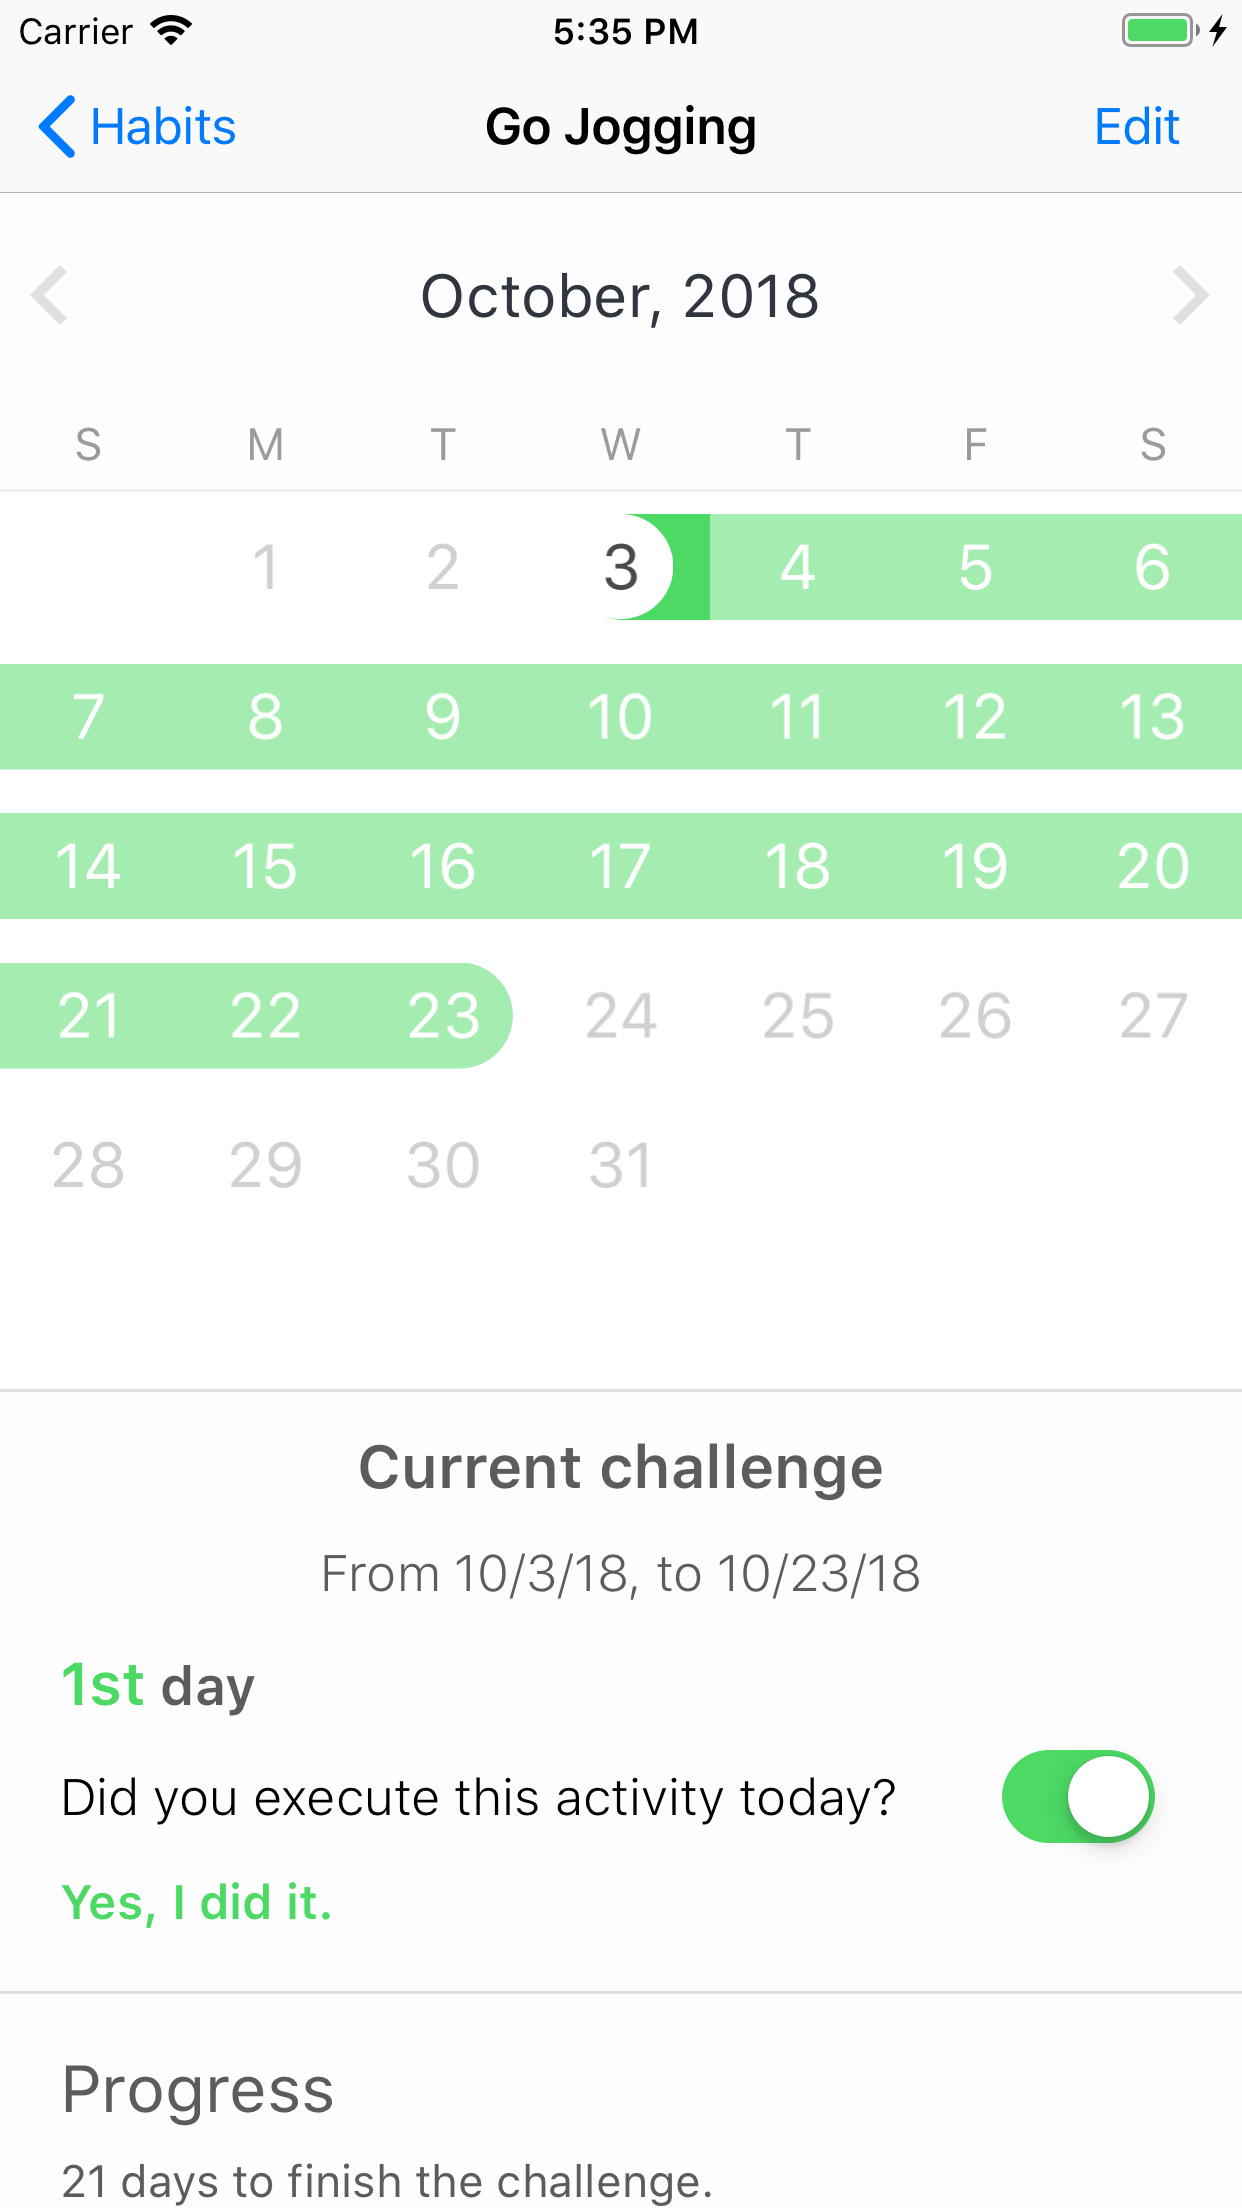 Carrier 5:35 PM
Habits Go Jogging Edit
October, 2018
S M T W T F S
1 2 3 4 5 6
7 8 9 10 11 12 13
14 15 16 17 18 19 20
21 22 23 24 25 26 27
28 29 30 31
Current challenge
From 10/3/18, to 10/23/18
1st day
Did you execute this activity today?
Yes, I did it.
Progress
21 days to finish the challenge.